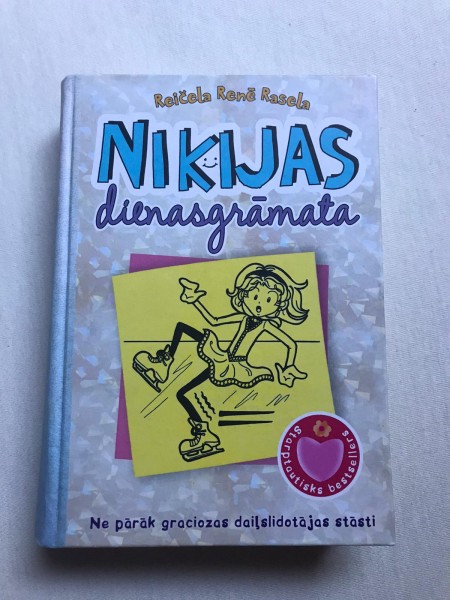 Reičela Renē Rasela
NIKIJAS
dienasgrāmata
Starptautisks bestsellers
Ne pārāk graciozas daiļslidotājas stāsti